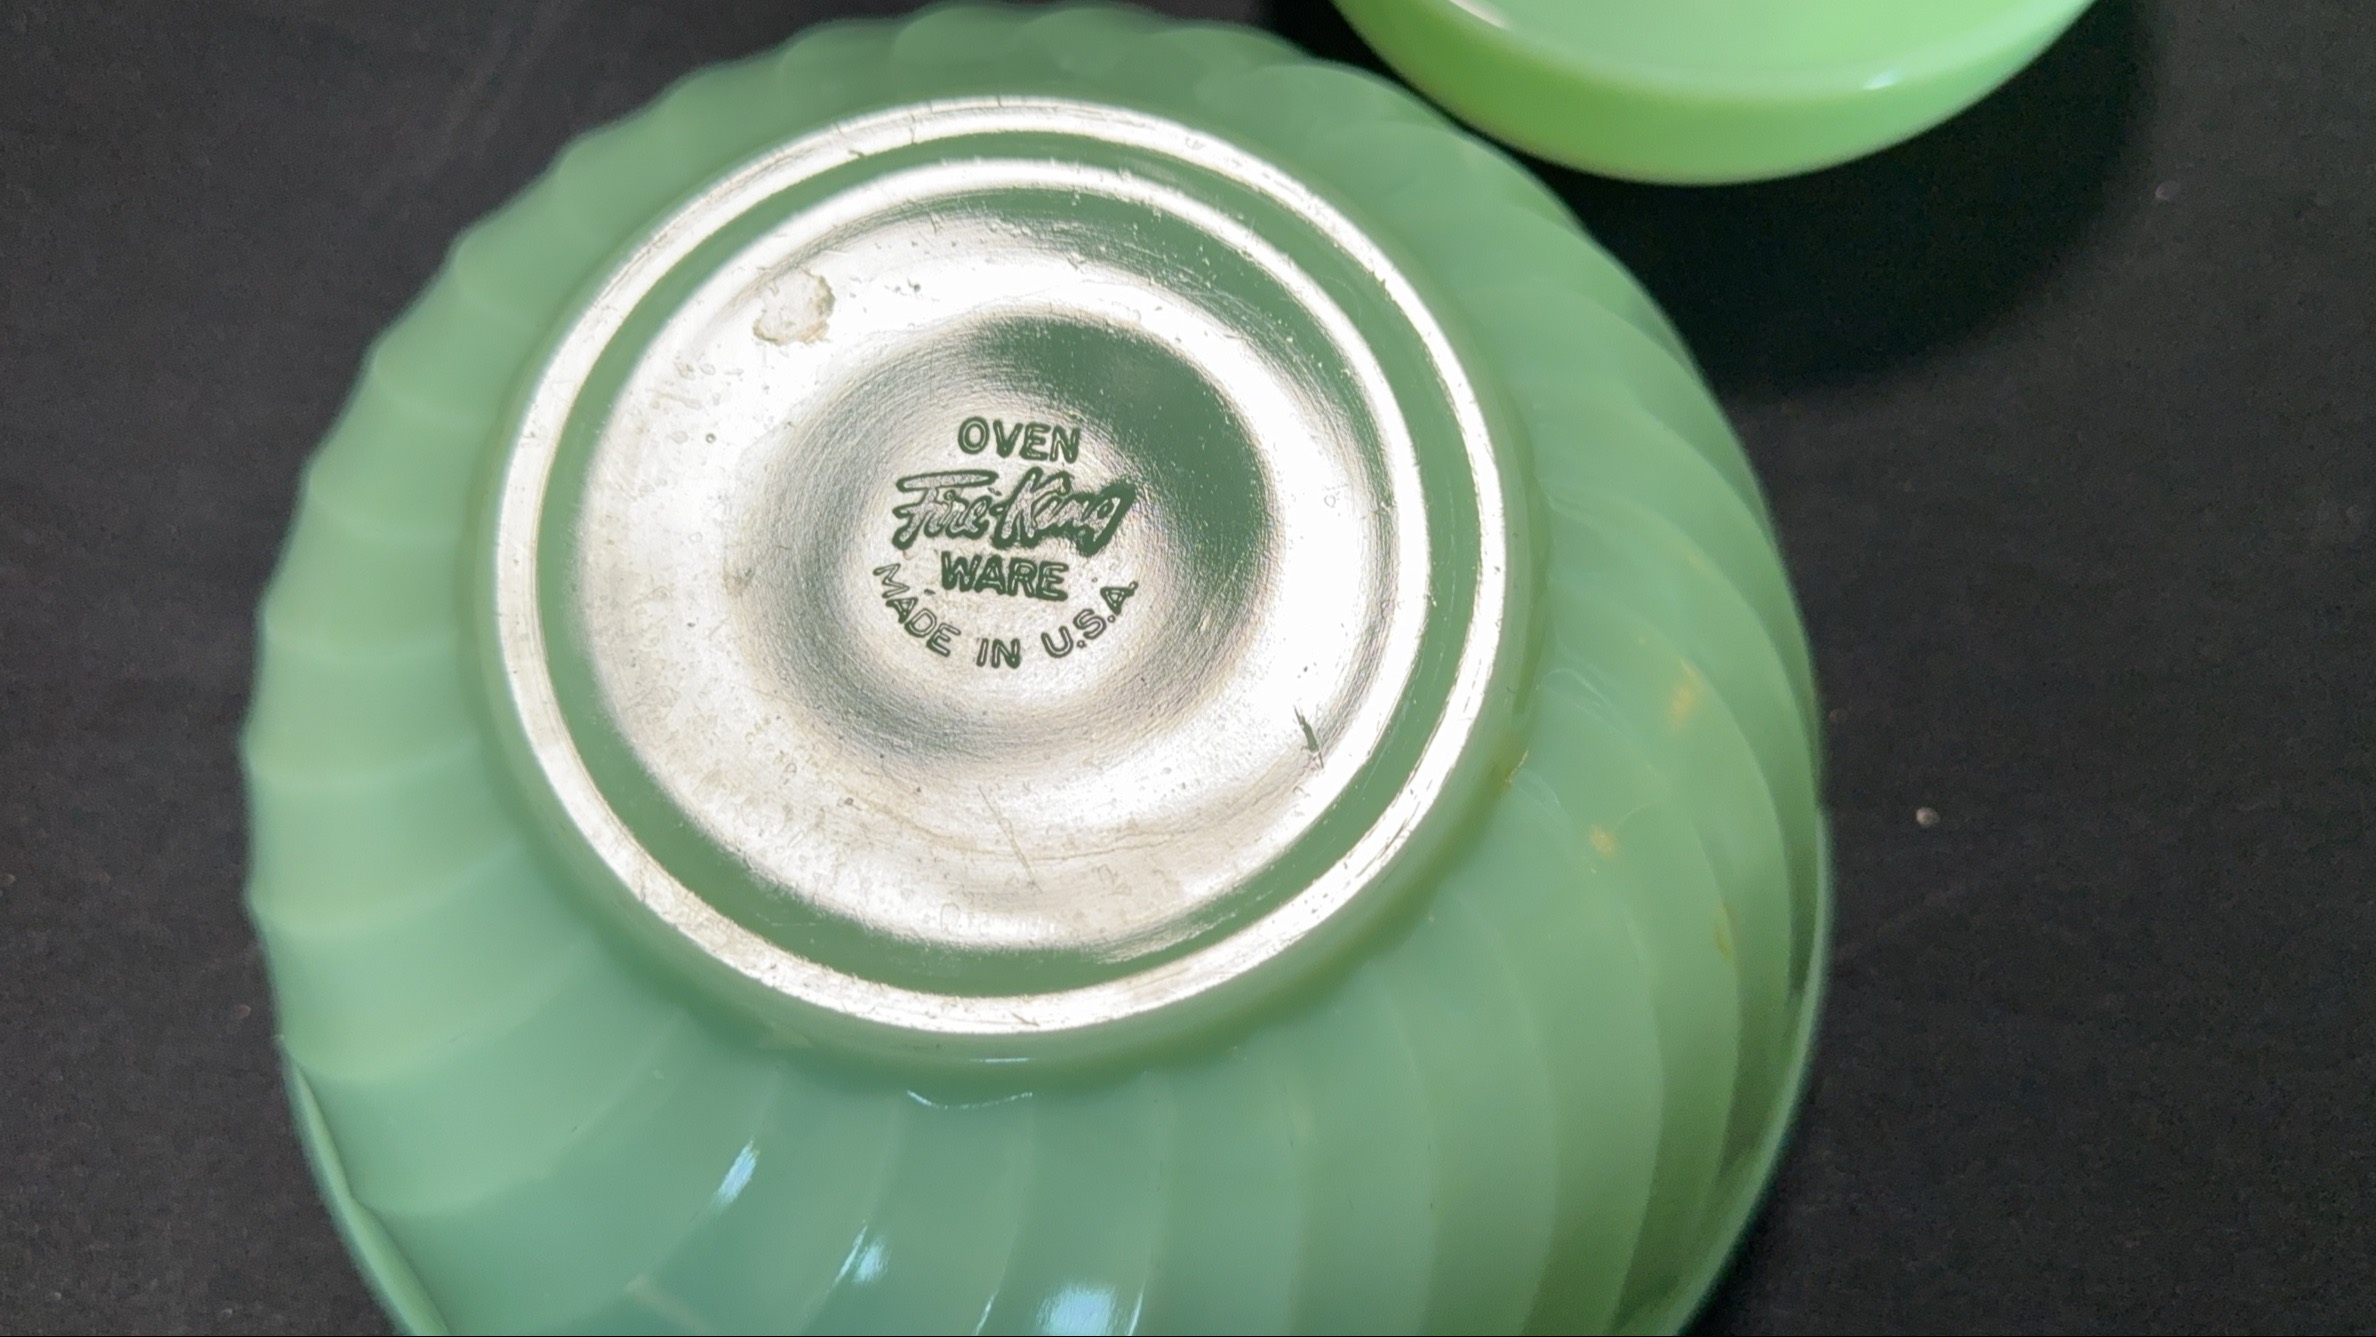 OVEN
Fire-King
WARE
MADE IN U.S.A.